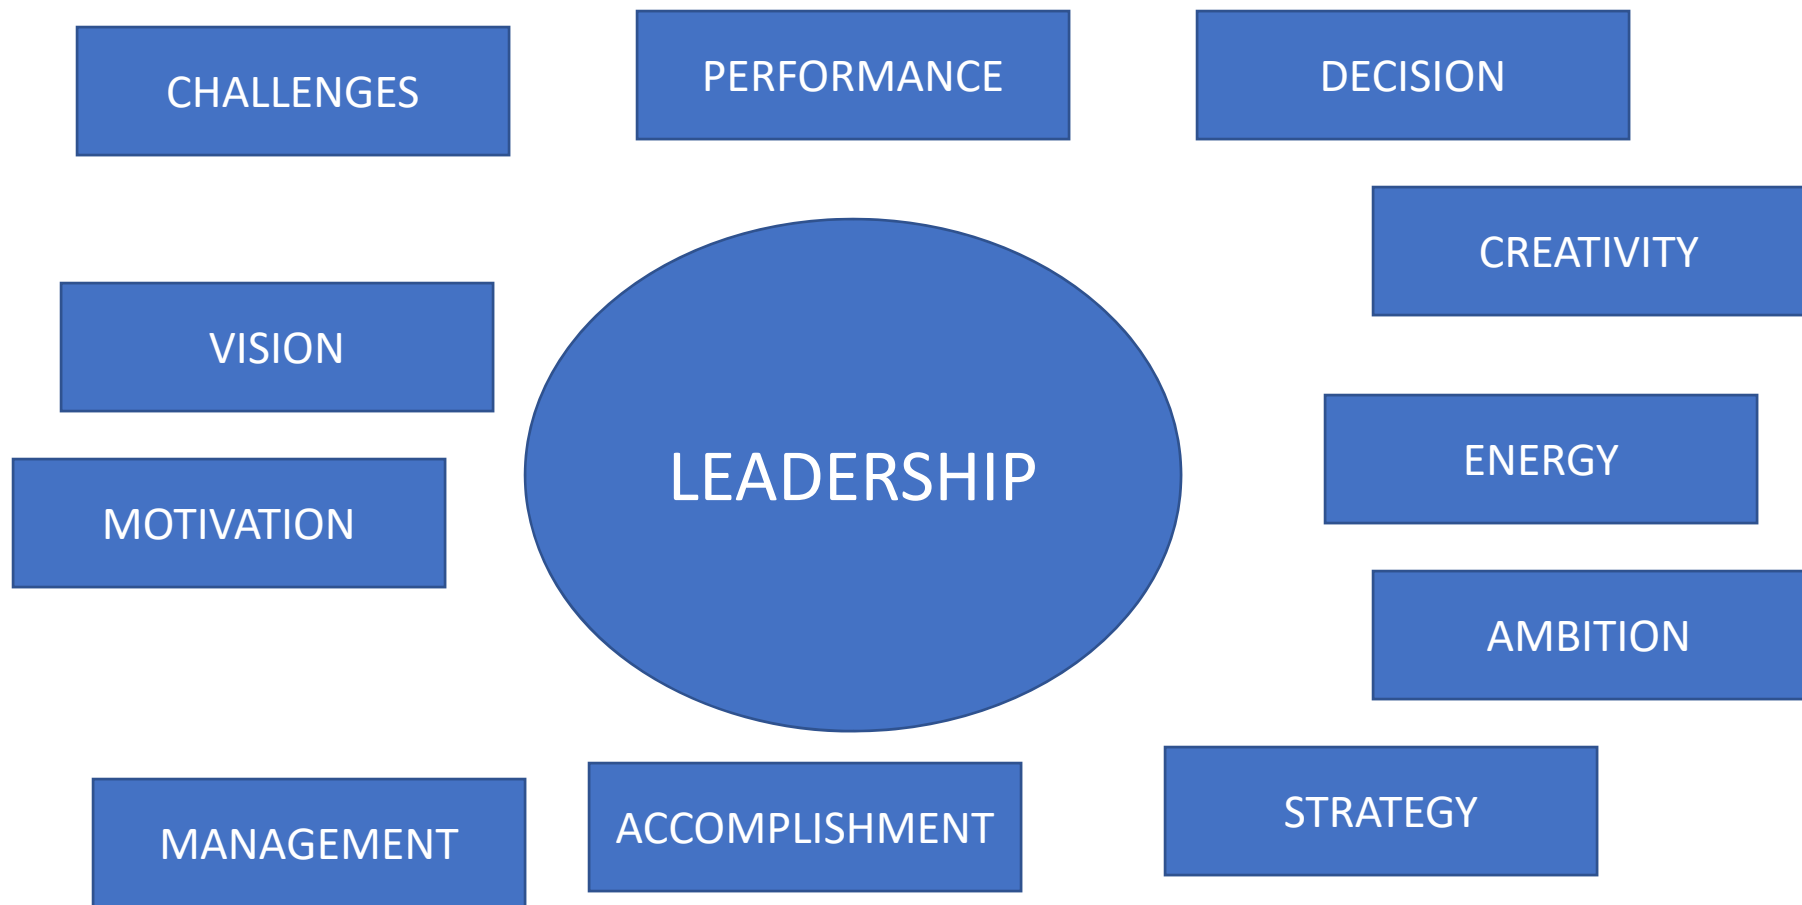 CHALLENGES
PERFORMANCE
DECISION
CREATIVITY
VISION
LEADERSHIP
ENERGY
MOTIVATION
AMBITION
MANAGEMENT
ACCOMPLISHMENT
STRATEGY